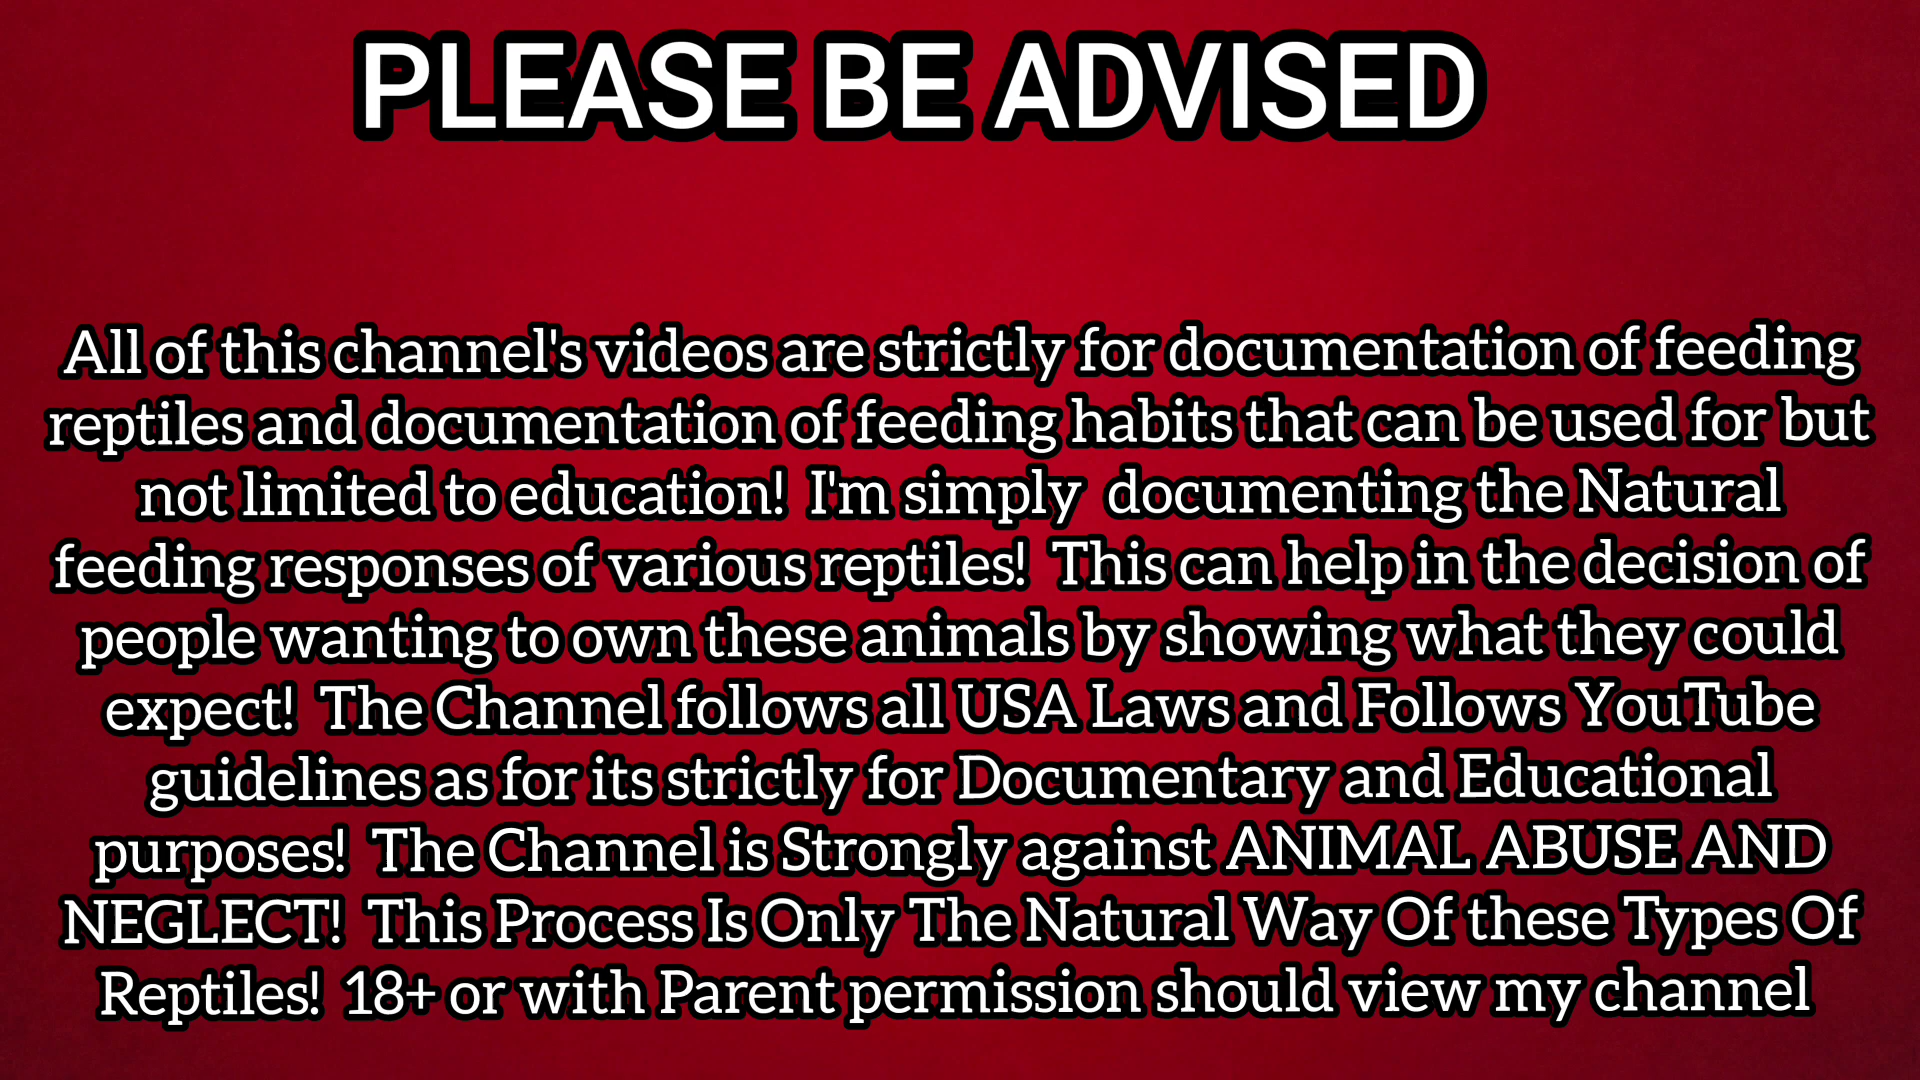 PLEASE BE ADVISED
All of this channel's videos are strictly for documentation of feeding
reptiles and documentation of feeding habits that can be used for but
not limited to education! I'm simply documenting the Natural
feeding responses of various reptiles! This can help in the decision of
people wanting to own these animals by showing what they could
expect! The Channel follows all USA Laws and Follows YouTube
guidelines as for its strictly for Documentary and Educational
purposes! The Channel is Strongly against ANIMAL ABUSE AND
NEGLECT! This Process Is Only The Natural Way Of these Types Of
Reptiles! 18+ or with Parent permission should view my channel